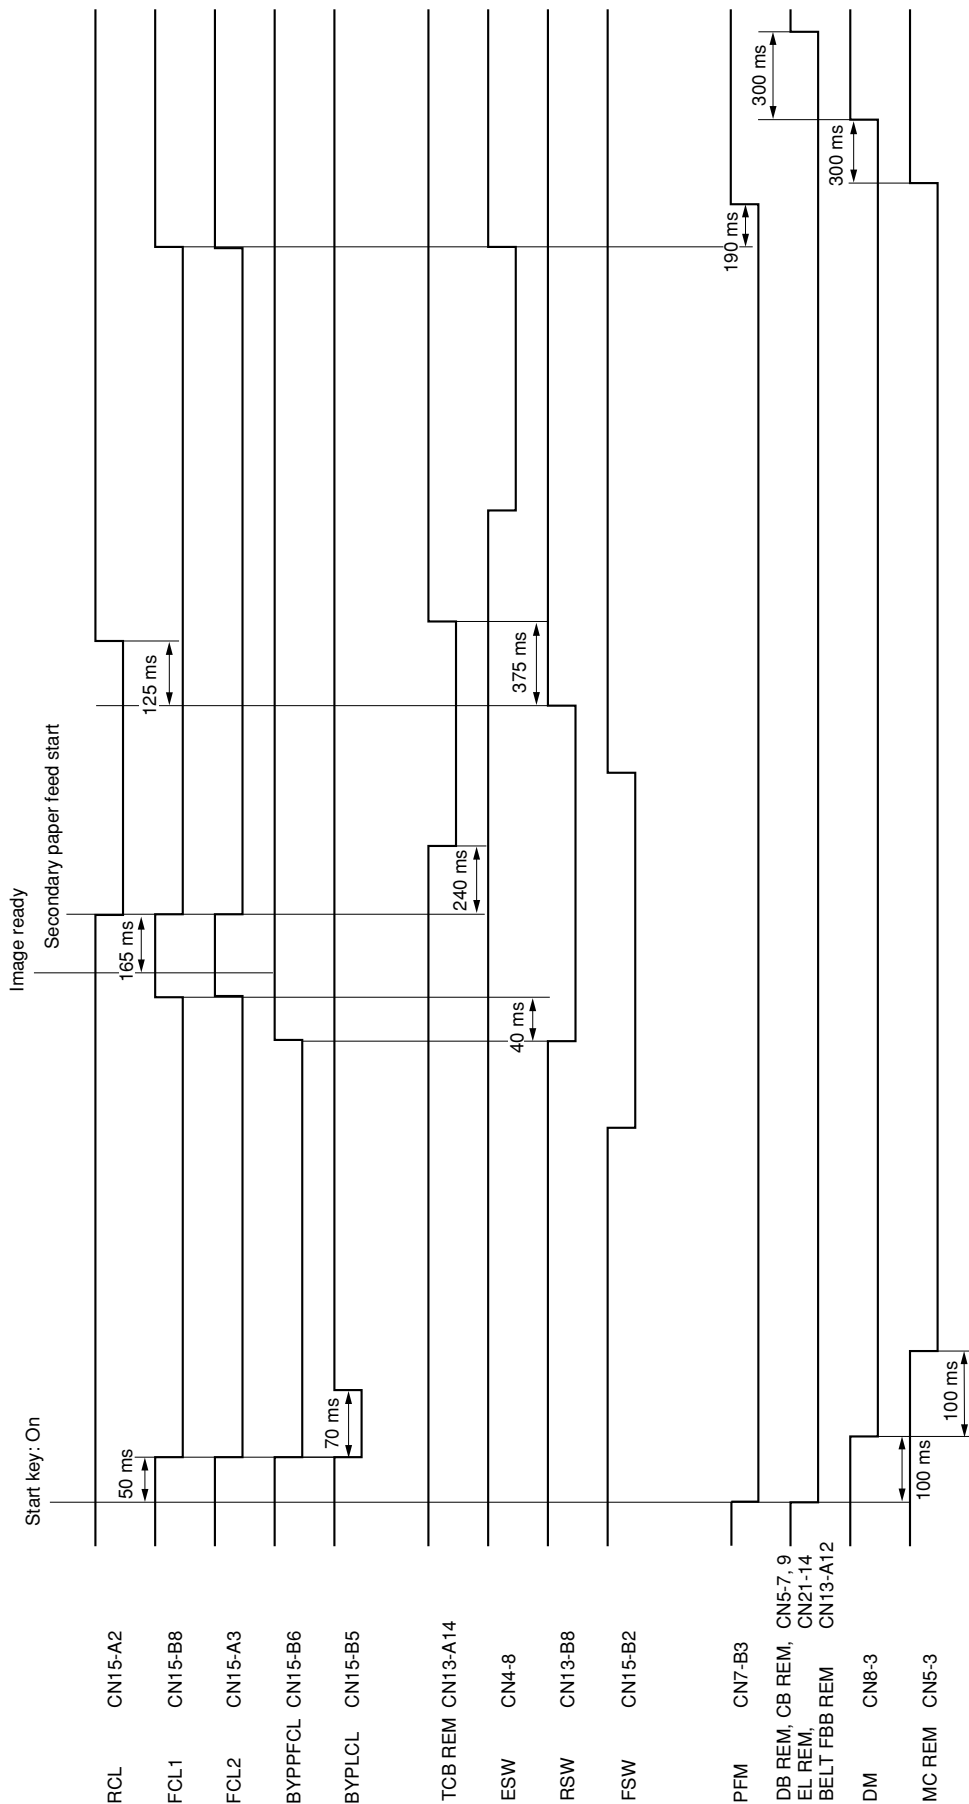 Start key: On
Image ready
Secondary paper feed start
RCL CN15-A2
FCL1 CN15-B8
50 ms
165 ms
125 ms
FCL2 CN15-A3
BYPPFCL CN15-B6
BYPLCL CN15-B5
70 ms
TCB REM CN13-A14
240 ms
ESW CN4-8
40 ms
375 ms
RSW CN13-B8
FSW CN15-B2
PFM CN7-B3
190 ms
300 ms
DB REM, CB REM, CN5-7, 9
EL REM, CN21-14
BELT FBB REM CN13-A12
300 ms
DM CN8-3
100 ms
MC REM CN5-3
100 ms